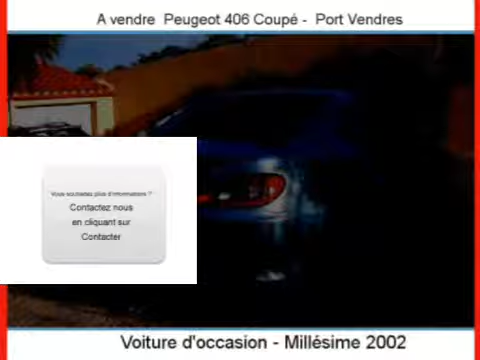 A vendre Peugeot 406 Coupé - Port Vendres
Vous souhaitez plus d'informations ?
Contactez nous
en cliquant sur
Contacter
Voiture d'occasion - Millésime 2002